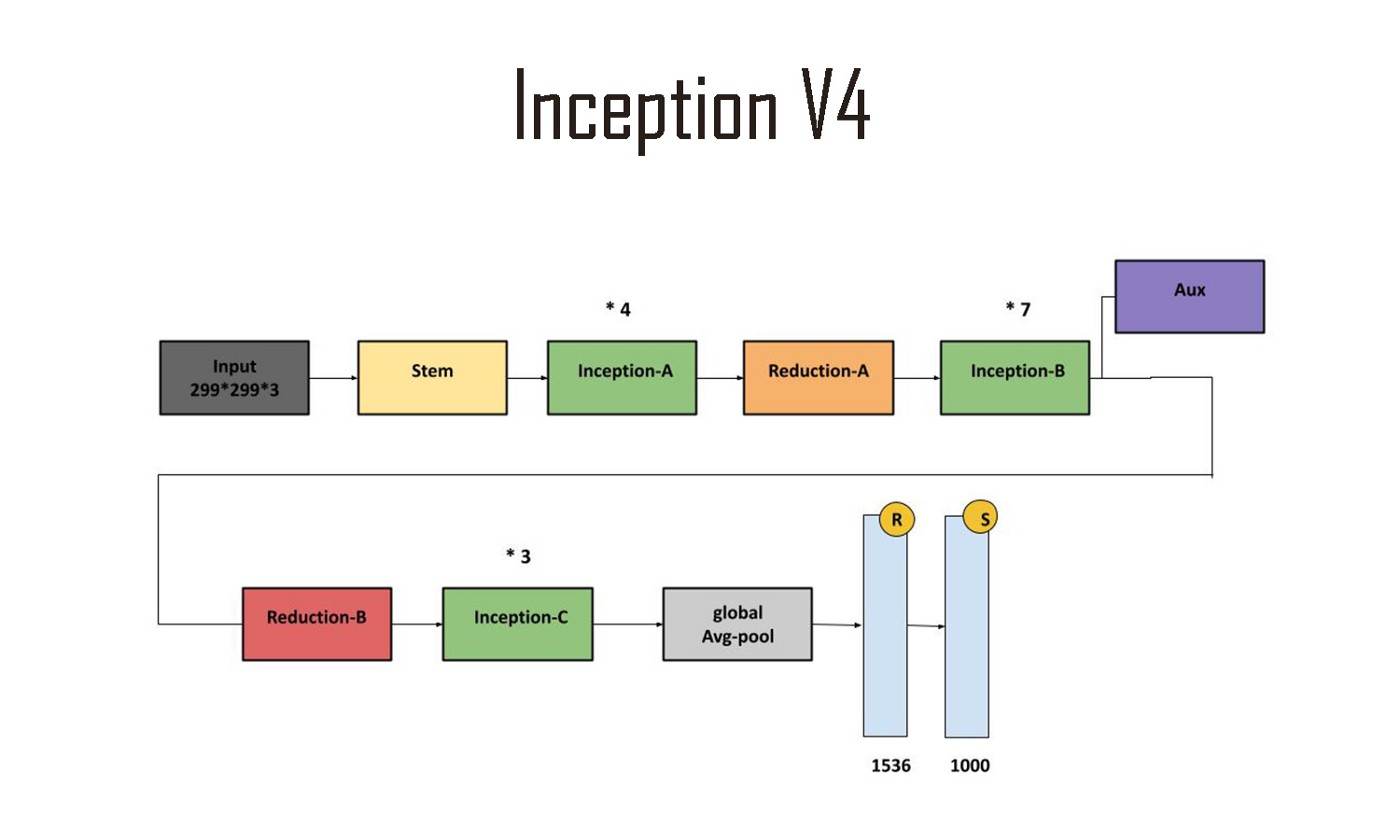 Inception V4
Aux
* 4
* 7
Input
299*299*3
Stem
Inception-A
Reduction-A
Inception-B
R
S
* 3
Reduction-B
Inception-C
global
Avg-pool
1536
1000